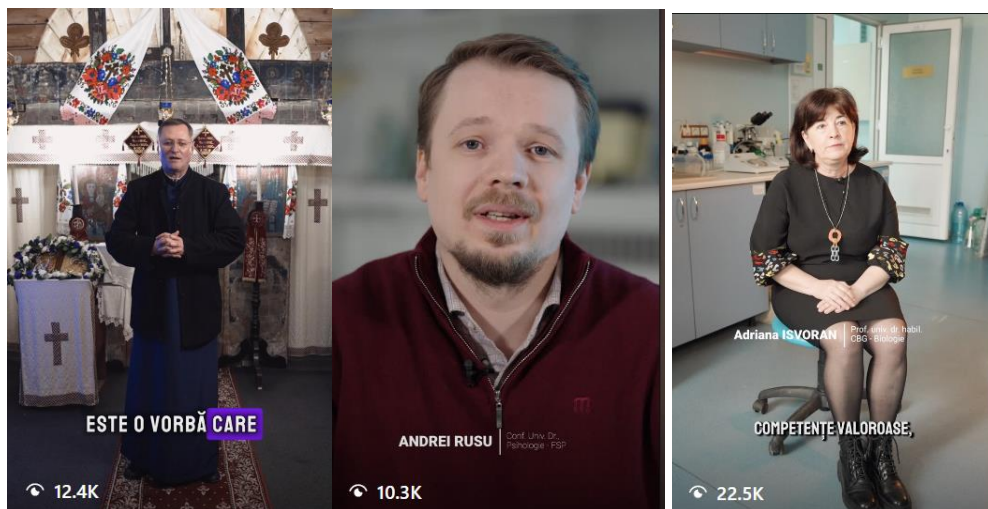 ESTE O VORBĂ CARE
12.4K
ANDREI RUSU
Conf. Univ. Dr.,
Psihologie - FSP
10.3K
Adriana ISVORAN
Prof. univ. dr. habil.
CBG - Biologie
COMPETENȚE VALOROASE,
22.5K